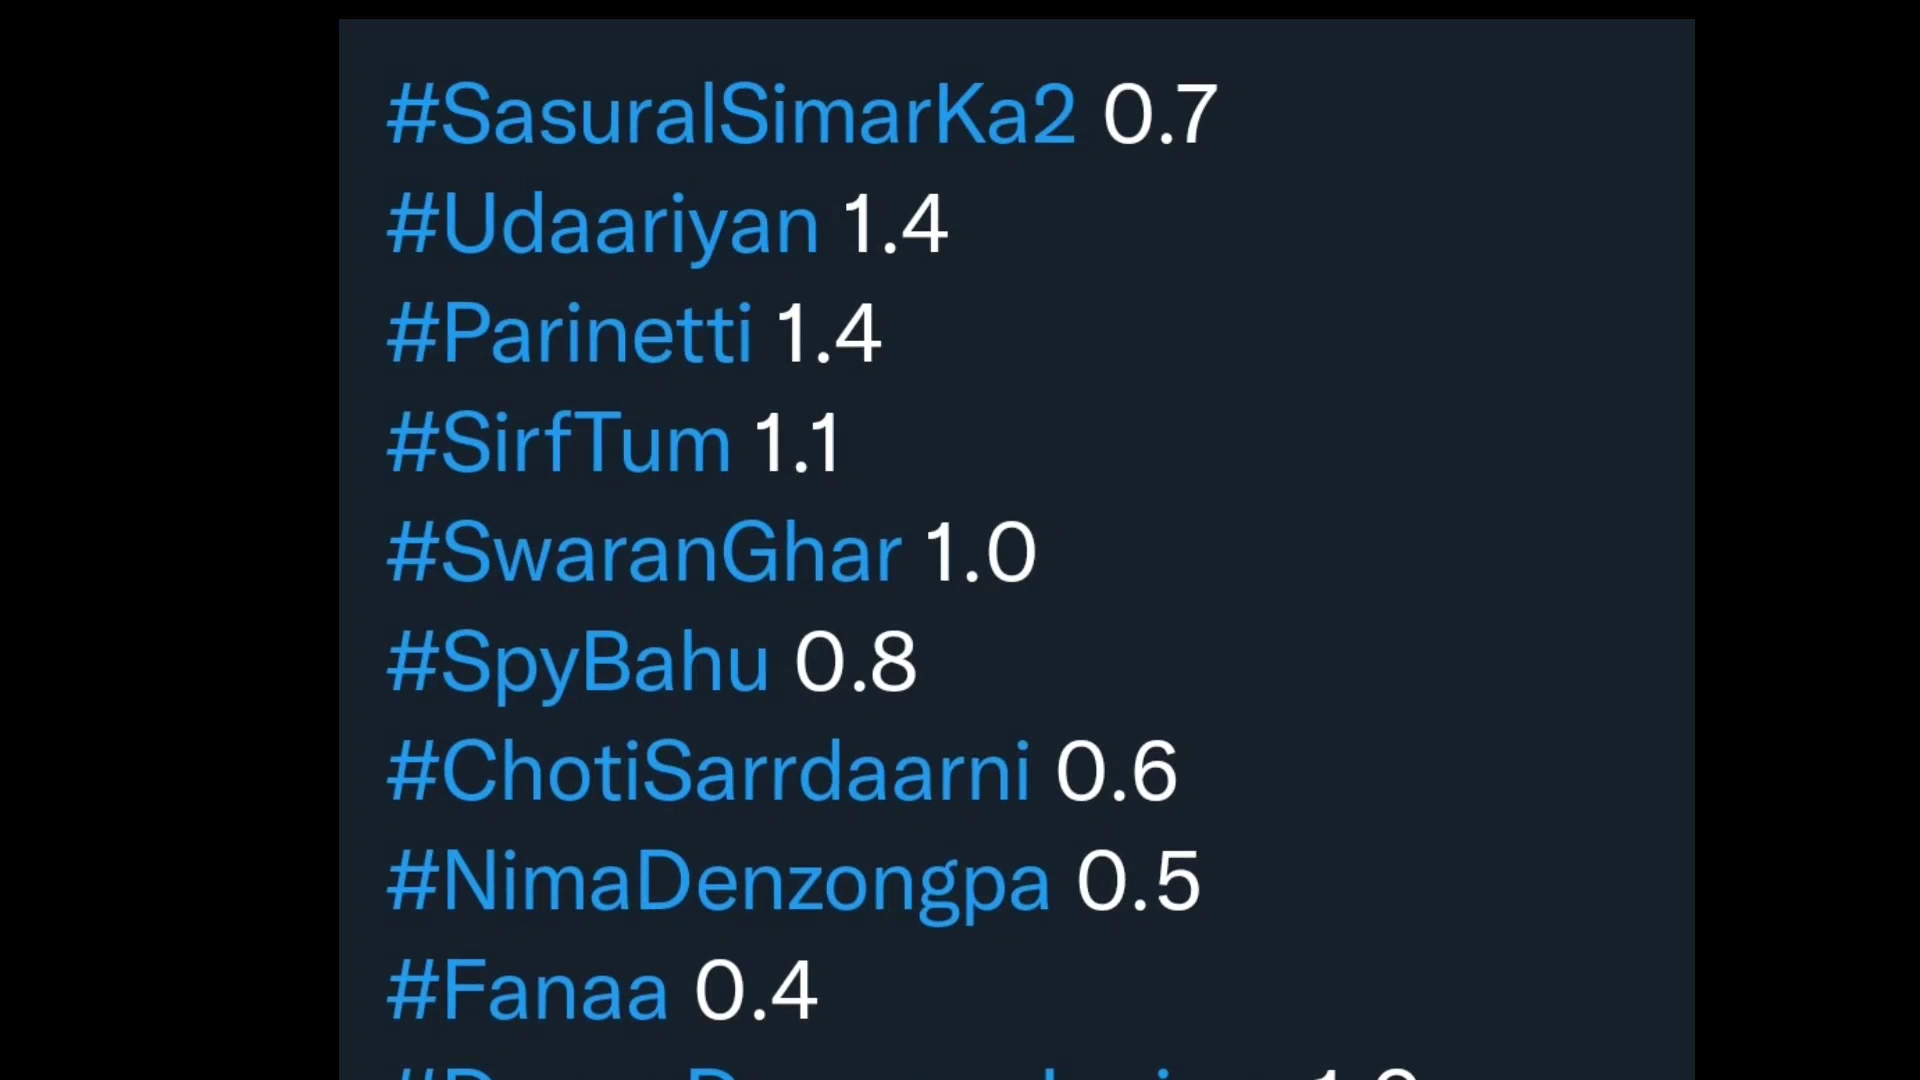 #SasuralSimarKa2 0.7
#Udaariyan 1.4
#Parinetti 1.4
#SirfTum 1.1
#SwaranGhar 1.0
#SpyBahu 0.8
#ChotiSarrdaarni 0.6
#NimaDenzongpa 0.5
#Fanaa 0.4